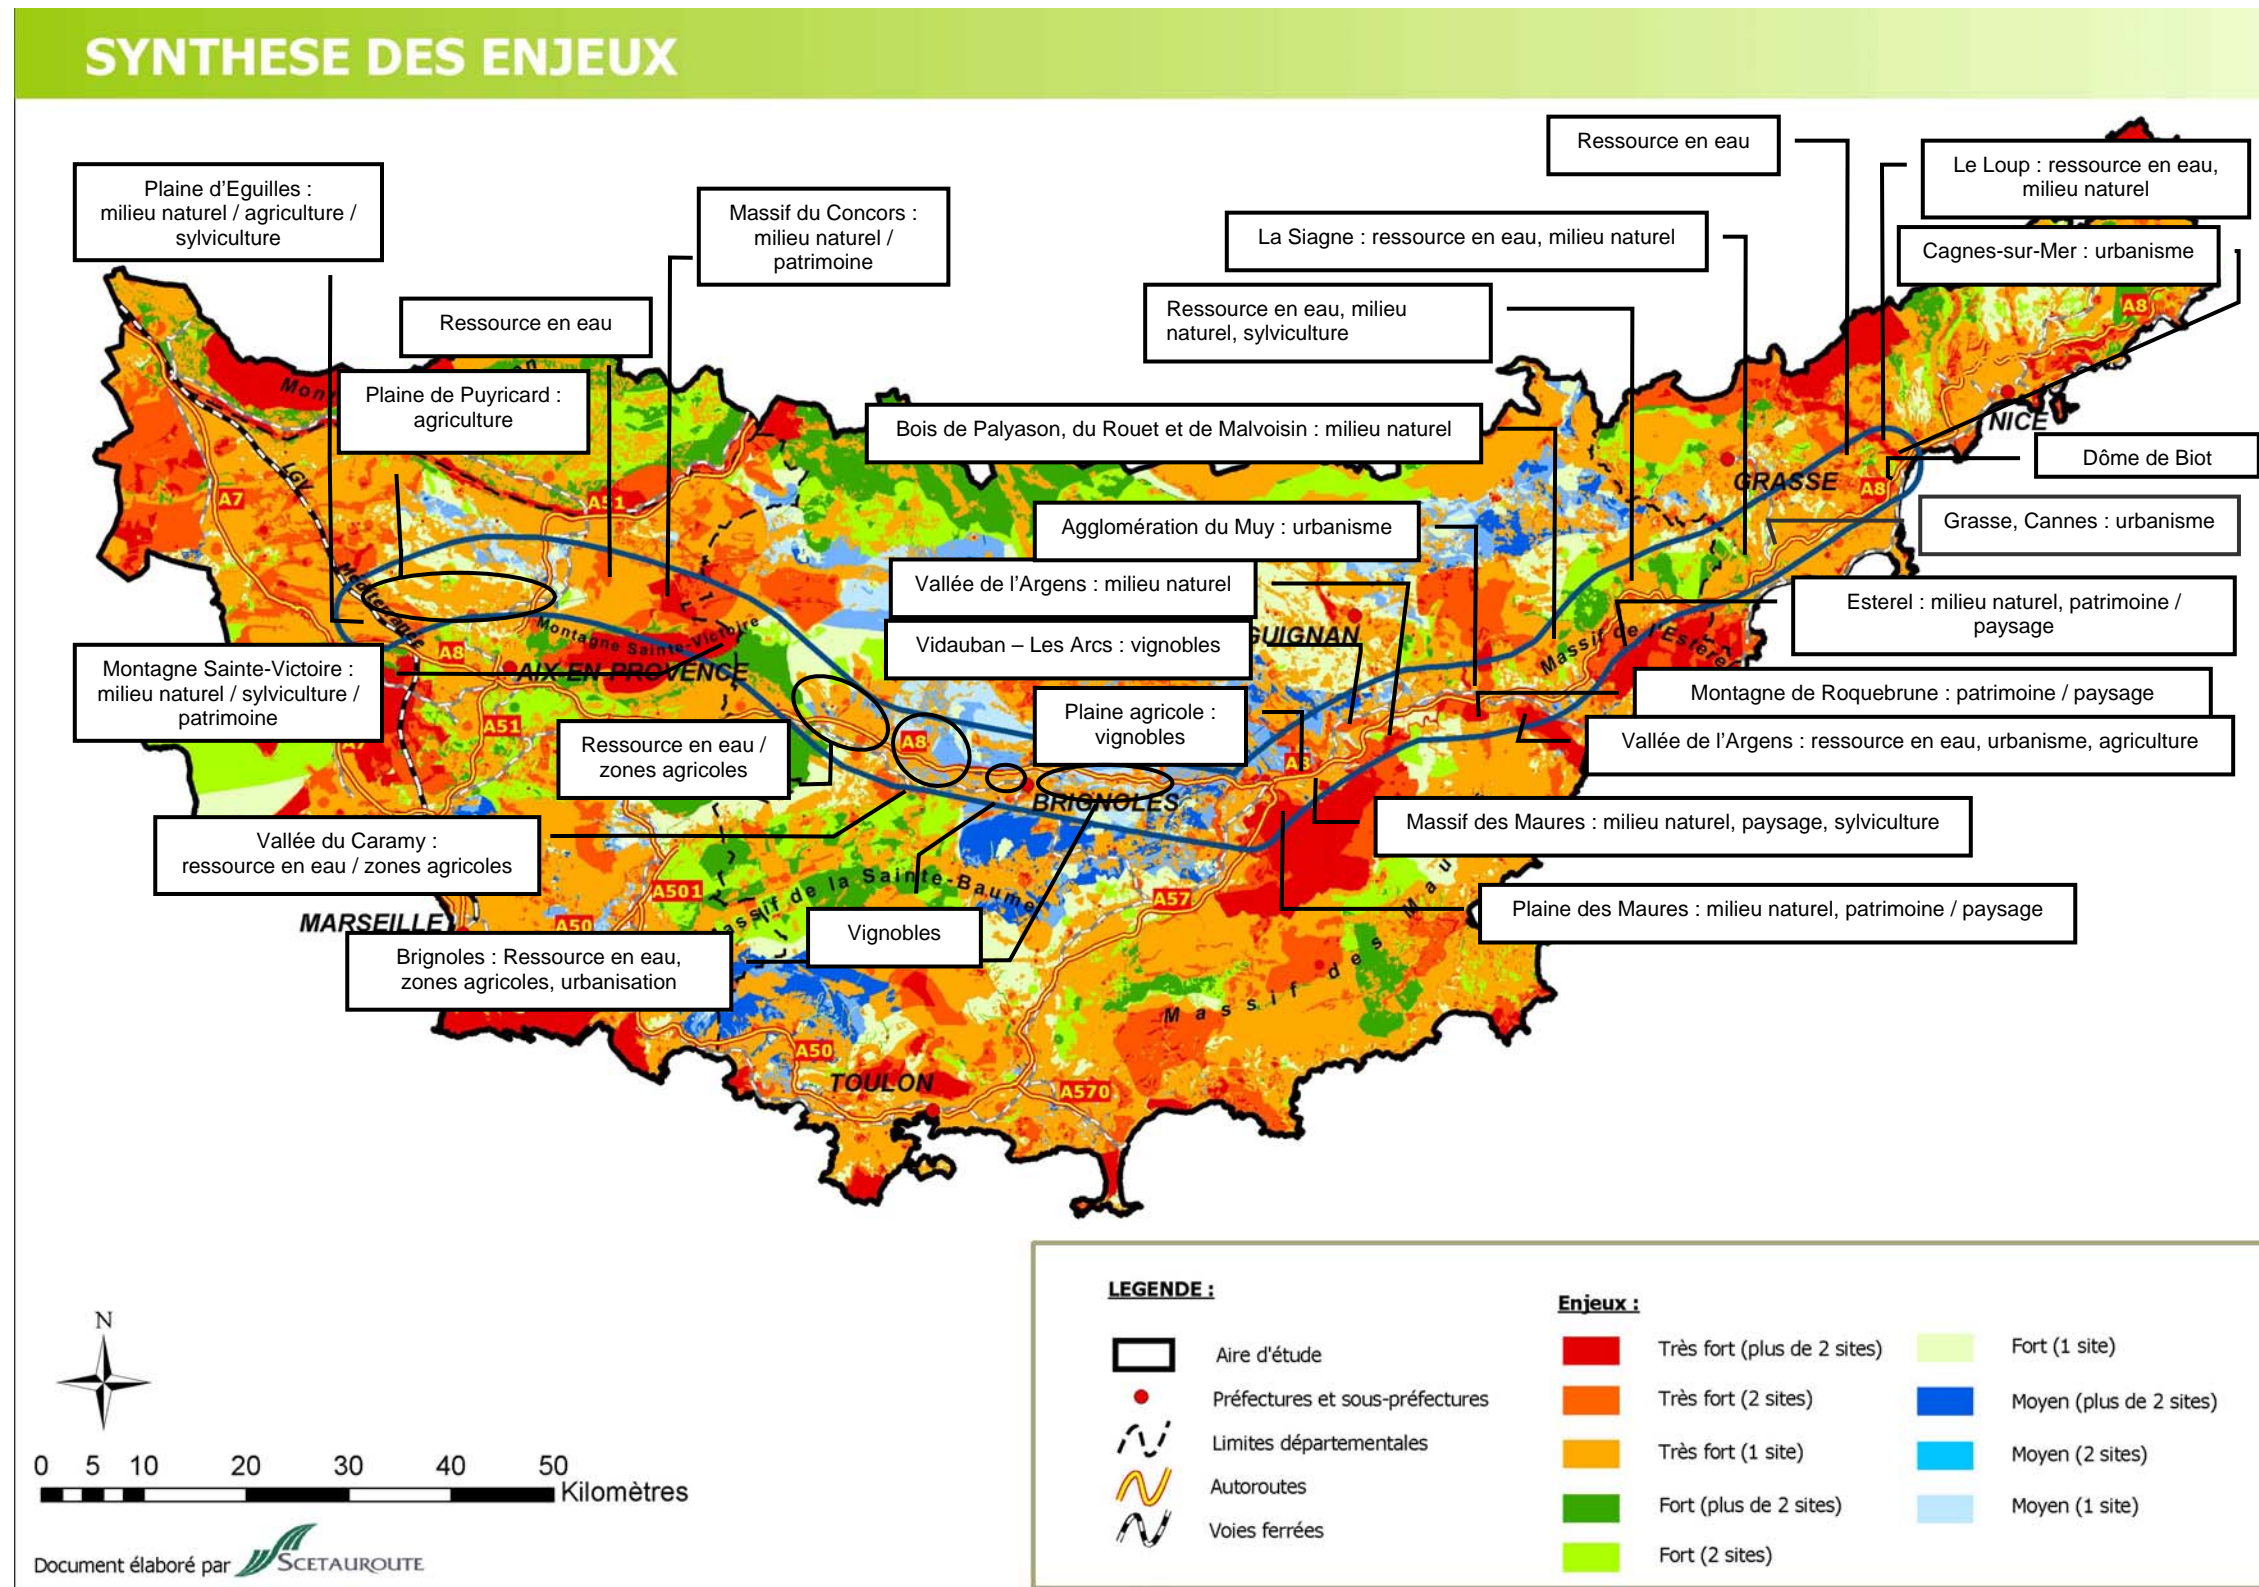 SYNTHESE DES ENJEUX
Ressource en eau
Le Loup : ressource en eau,
milieu naturel
Plaine d'Eguilles :
milieu naturel / agriculture /
sylviculture
Massif du Concors :
milieu naturel /
patrimoine
La Siagne : ressource en eau, milieu naturel
Cagnes-sur-Mer : urbanisme
Ressource en eau
Ressource en eau, milieu
naturel, sylviculture
A8
Plaine de Puyricard :
agriculture
Bois de Palyason, du Rouet et de Malvoisin : milieu naturel
NICE
Dôme de Biot
GRASSE
A8
A7
LGV
A51
Agglomération du Muy : urbanisme
Grasse, Cannes : urbanisme
Méditerranée
Vallée de l'Argens : milieu naturel
Esterel : milieu naturel, patrimoine /
paysage
Montagne Sainte-Victoire
GUIGNAN
Vidauban – Les Arcs : vignobles
Massif de l'Esterel
A8
AIX-EN-PROVENCE
Montagne Sainte-Victoire :
milieu naturel / sylviculture /
patrimoine
Montagne de Roquebrune : patrimoine / paysage
Plaine agricole :
vignobles
A51
A7
Ressource en eau /
zones agricoles
A8
Vallée de l'Argens : ressource en eau, urbanisme, agriculture
BRIGNOLES
Massif des Maures : milieu naturel, paysage, sylviculture
Vallée du Caramy :
ressource en eau / zones agricoles
A501
Massif de la Sainte-Baume
A57
Plaine des Maures : milieu naturel, patrimoine / paysage
MARSEILLE
A50
Vignobles
Brignoles : Ressource en eau,
zones agricoles, urbanisation
Massif des Mau
A50
TOULON
A570
LEGENDE :
Aire d'étude
Préfectures et sous-préfectures
Limites départementales
Autoroutes
Voies ferrées
Enjeux :
Très fort (plus de 2 sites)
Très fort (2 sites)
Très fort (1 site)
Fort (plus de 2 sites)
Fort (2 sites)
Fort (1 site)
Moyen (plus de 2 sites)
Moyen (2 sites)
Moyen (1 site)
N
0 5 10 20 30 40 50
Kilomètres
Document élaboré par SCETAUROUTE